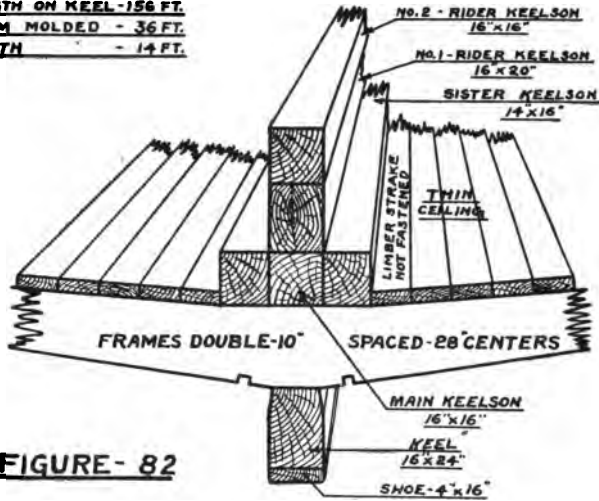 ON KEEL - 156 FT.
MOLDED - 36 FT.
- 14 FT.
NO. 2 - RIDER KEELSON
16"x16"
NO. 1 - RIDER KEELSON
16"x20"
SISTER KEELSON
14"x16"
LIMBER STRAKE
NOT FASTENED
THIN
CEILING
FRAMES DOUBLE-10" SPACED-28"CENTERS
MAIN KEELSON
16"x16"
KEEL
16"x24"
SHOE-4"x16"
FIGURE-82